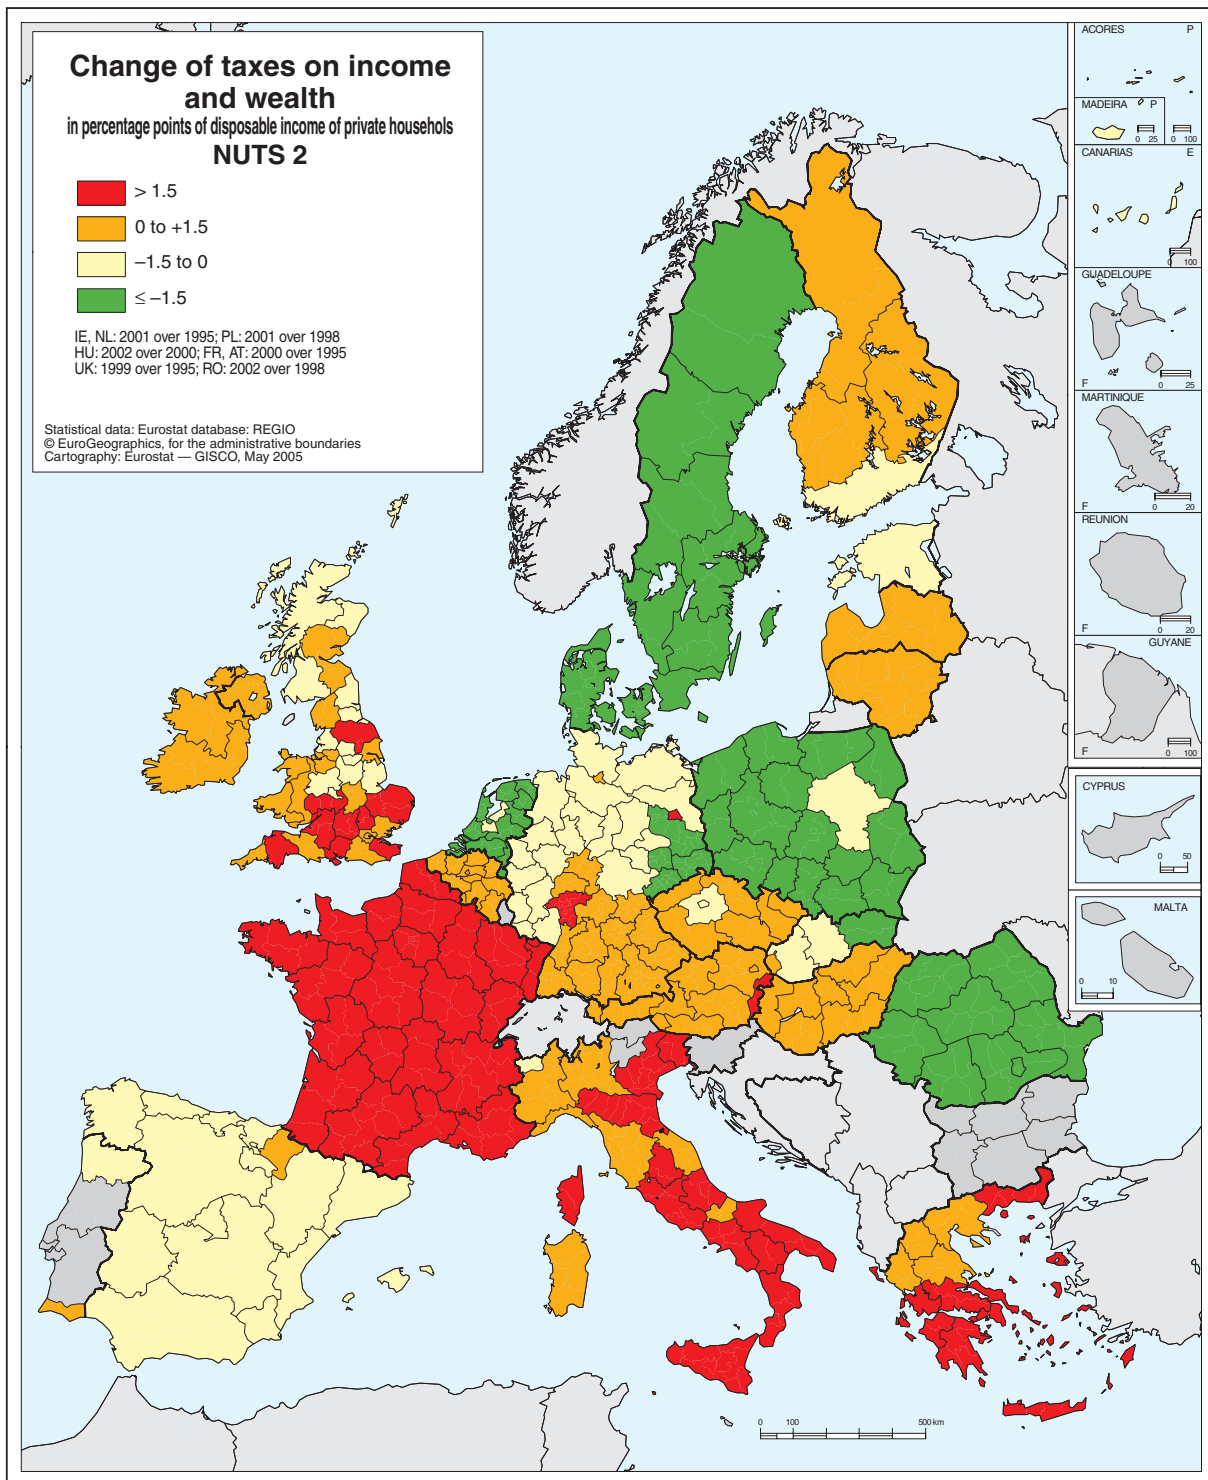 Change of taxes on income
and wealth
in percentage points of disposable income of private househols
NUTS 2
> 1.5
0 to +1.5
–1.5 to 0
≤ –1.5
IE, NL: 2001 over 1995; PL: 2001 over 1998
HU: 2002 over 2000; FR, AT: 2000 over 1995
UK: 1999 over 1995; RO: 2002 over 1998
Statistical data: Eurostat database: REGIO
© EuroGeographics, for the administrative boundaries
Cartography: Eurostat — GISCO, May 2005
ACORES P
MADEIRA P
0 25 0 100
CANARIAS E
0 100
GUADELOUPE
F 0 25
MARTINIQUE
F 0 20
REUNION
F 0 20
GUYANE
F 0 100
CYPRUS
0 50
MALTA
0 10
0 100 500 km